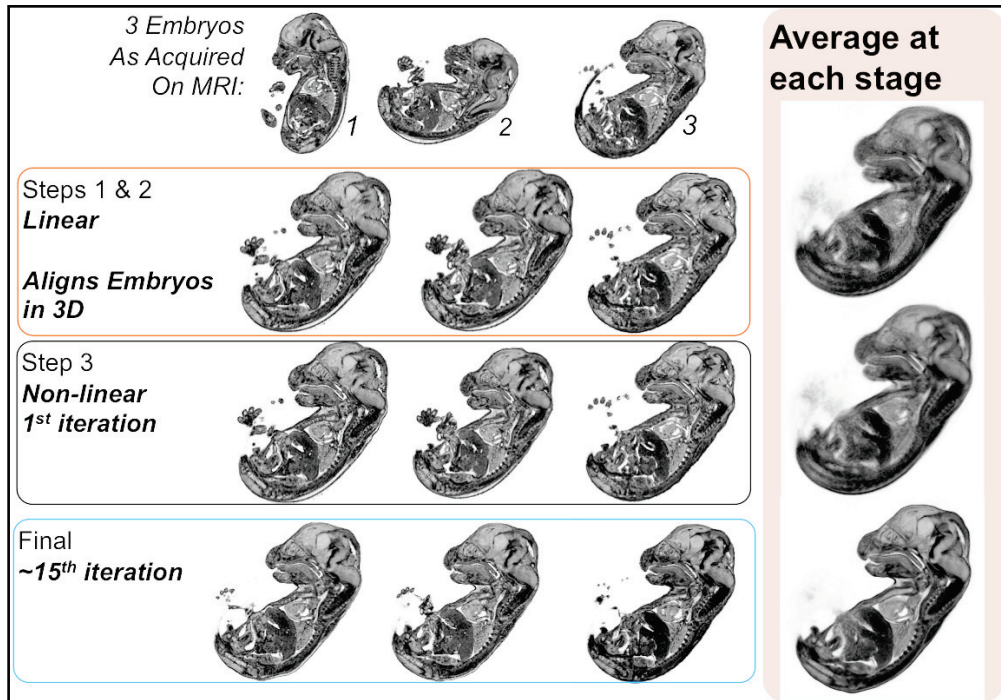 3 Embryos
As Acquired
On MRI:
1
2
3
Average at
each stage
Steps 1 & 2
Linear
Aligns Embryos
in 3D
Step 3
Non-linear
1st iteration
Final
~15th iteration